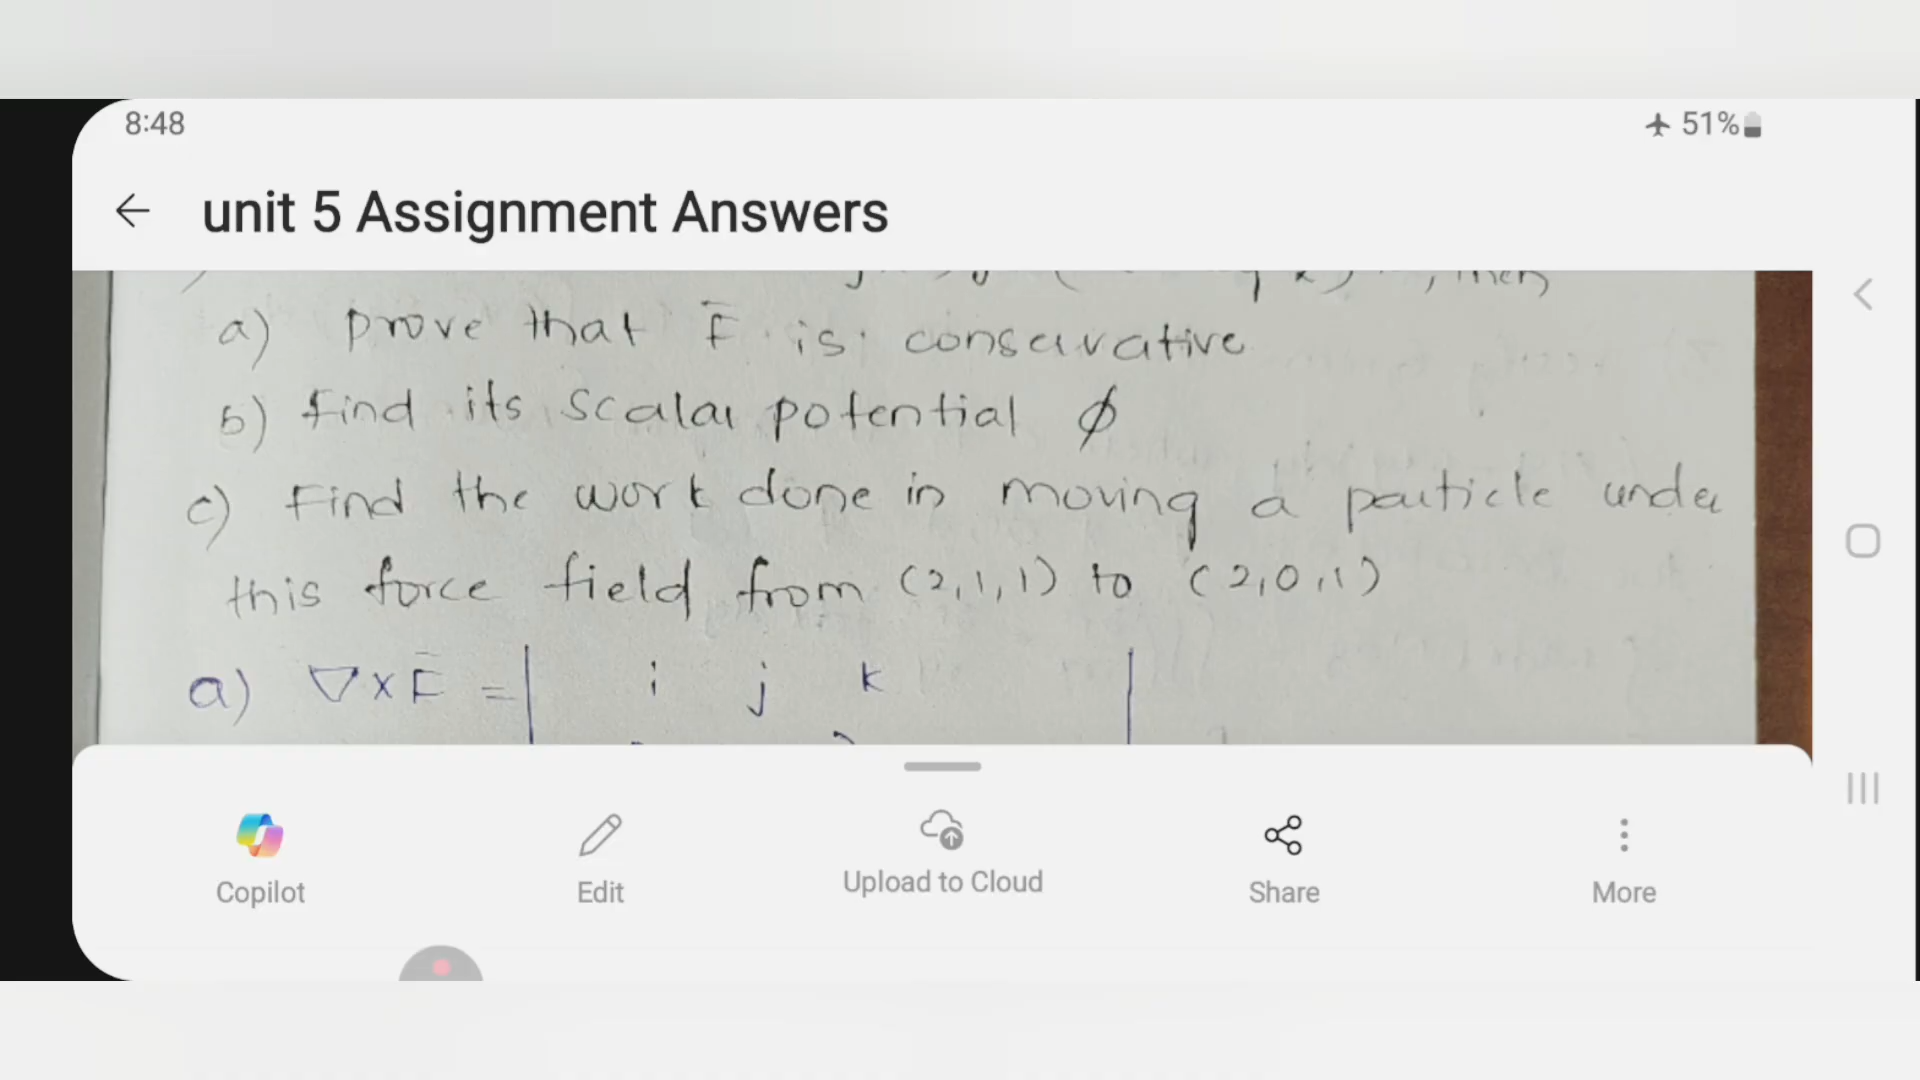 8:48
51%
unit 5 Assignment Answers
, then
a) prove that F̄ is conservative
b) find its scalar potential ϕ
c) Find the work done in moving a particle under
this force field from (2,1,1) to (2,0,1)
a) ∇×F̄ = | i j k |
Copilot
Edit
Upload to Cloud
Share
More